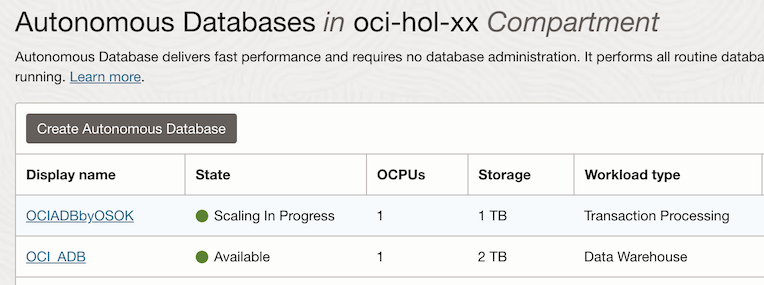 Autonomous Databases in oci-hol-xx Compartment
Autonomous Database delivers fast performance and requires no database administration. It performs all routine
running. Learn more.
Create Autonomous Database
Display name State OCPUs Storage Workload type
OCIADBbyOSOK Scaling In Progress 1 1 TB Transaction Processing
OCI_ADB Available 1 2 TB Data Warehouse